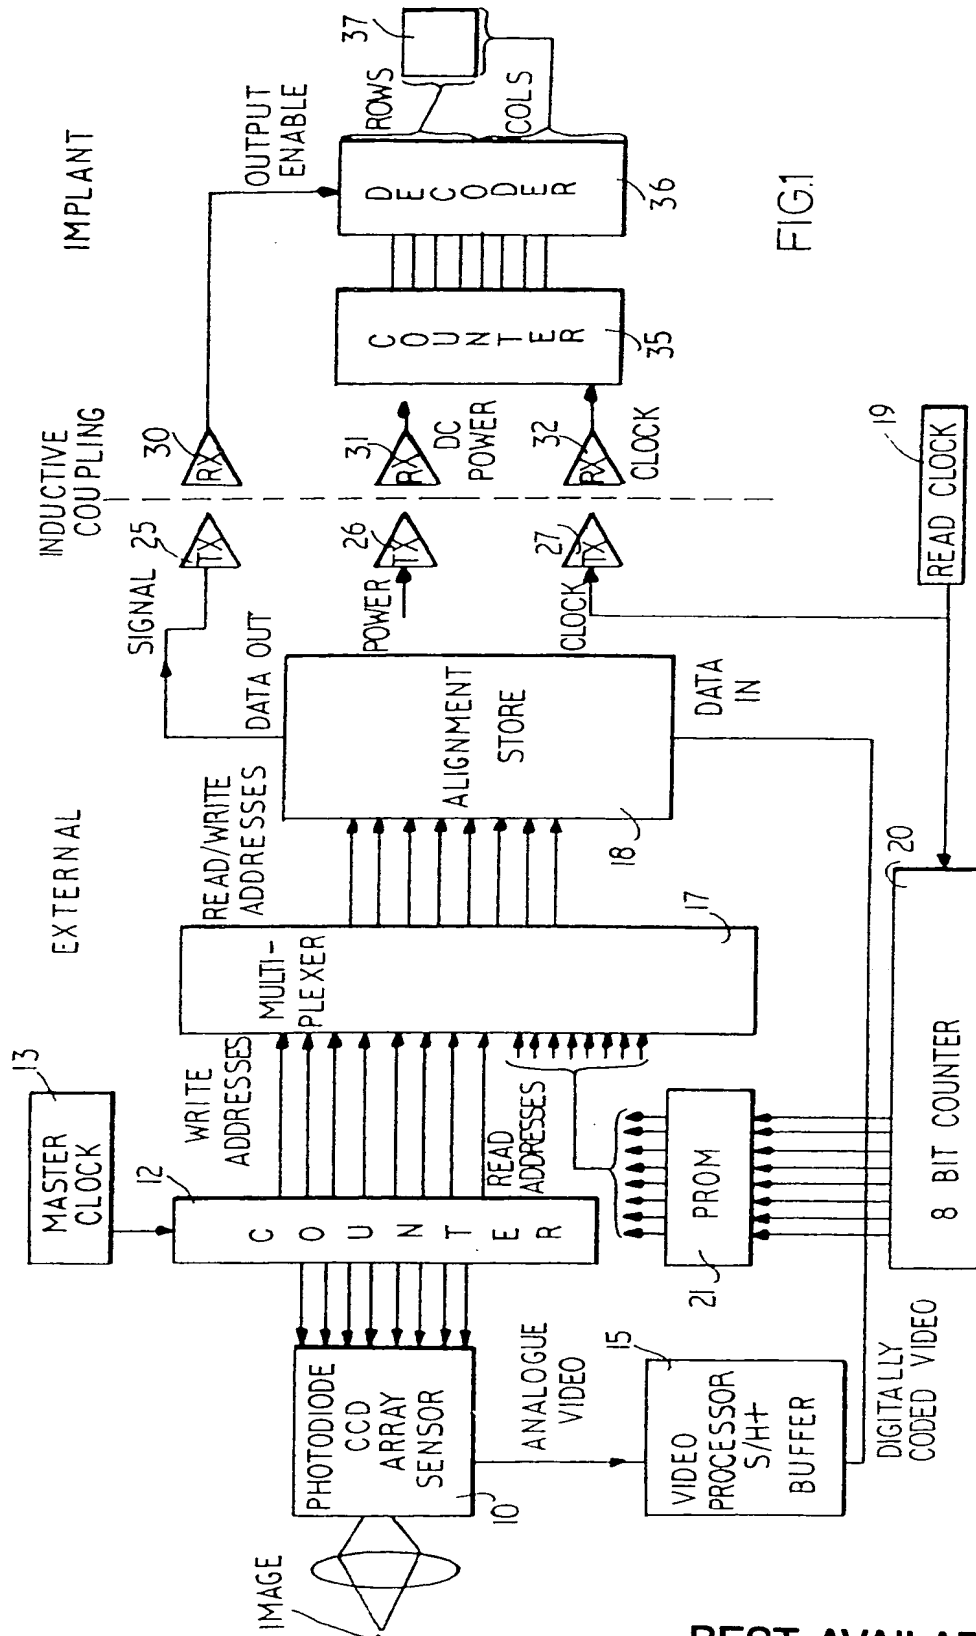 EXTERNAL
INDUCTIVE
COUPLING
IMPLANT
13
MASTER
CLOCK
12
COUNTER
WRITE
ADDRESSES
READ
ADDRESSES
MULTI-
PLEXER
17
READ/WRITE
ADDRESSES
ALIGNMENT
STORE
18
DATA OUT
SIGNAL
25
TX
30
RX
OUTPUT
ENABLE
POWER
26
TX
31
RX
DC
POWER
CLOCK
27
TX
32
RX
CLOCK
COUNTER
35
DECODER
36
ROWS
COLS
37
IMAGE
PHOTODIODE
CCD
ARRAY
SENSOR
10
ANALOGUE
VIDEO
15
VIDEO
PROCESSOR
S/H+
BUFFER
DIGITALLY
CODED VIDEO
PROM
21
8 BIT COUNTER
20
DATA
IN
19
READ CLOCK
FIG.1